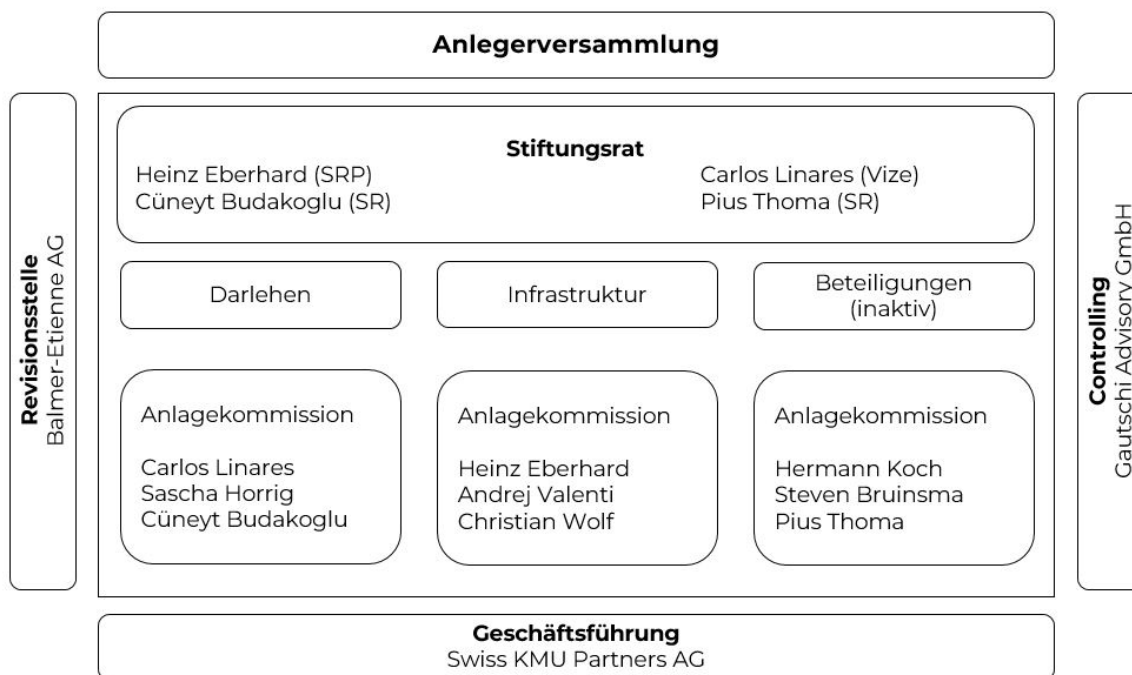 Anlegerversammlung
Revisionsstelle
Balmer-Etienne AG
Stiftungsrat
Heinz Eberhard (SRP)
Cüneyt Budakoglu (SR)
Carlos Linares (Vize)
Pius Thoma (SR)
Darlehen
Infrastruktur
Beteiligungen
(inaktiv)
Anlagekommission
Carlos Linares
Sascha Horrig
Cüneyt Budakoglu
Anlagekommission
Heinz Eberhard
Andrej Valenti
Christian Wolf
Anlagekommission
Hermann Koch
Steven Bruinsma
Pius Thoma
Controlling
Gautschi Advisory GmbH
Geschäftsführung
Swiss KMU Partners AG